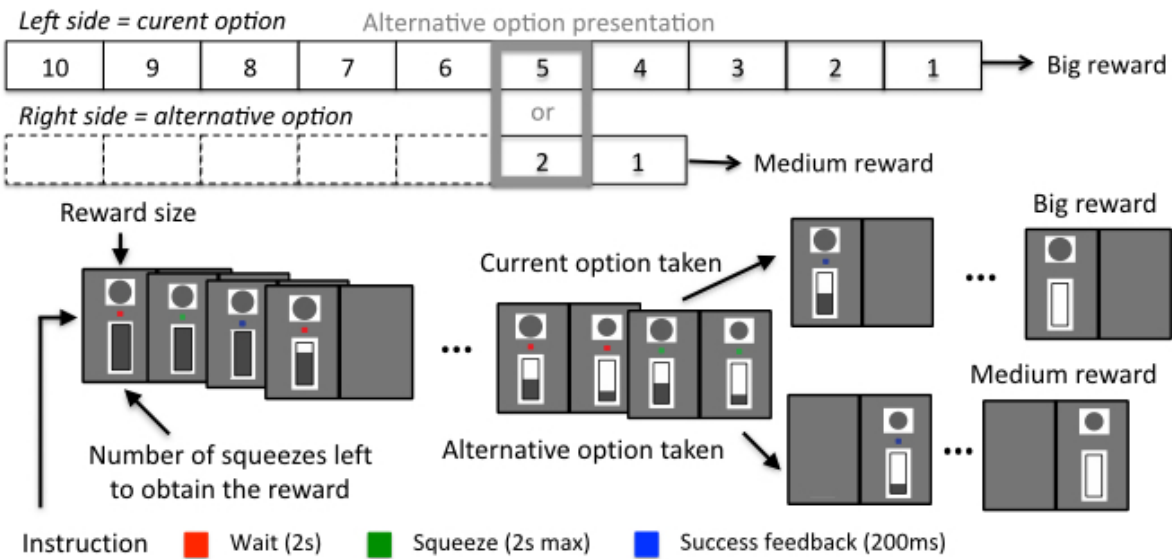 Left side = curent option
Alternative option presentation
10 9 8 7 6 5 4 3 2 1 Big reward
Right side = alternative option
or
2 1 Medium reward
Reward size
Big reward
Current option taken
...
...
Medium reward
Alternative option taken
...
Number of squeezes left
to obtain the reward
Instruction Wait (2s) Squeeze (2s max) Success feedback (200ms)